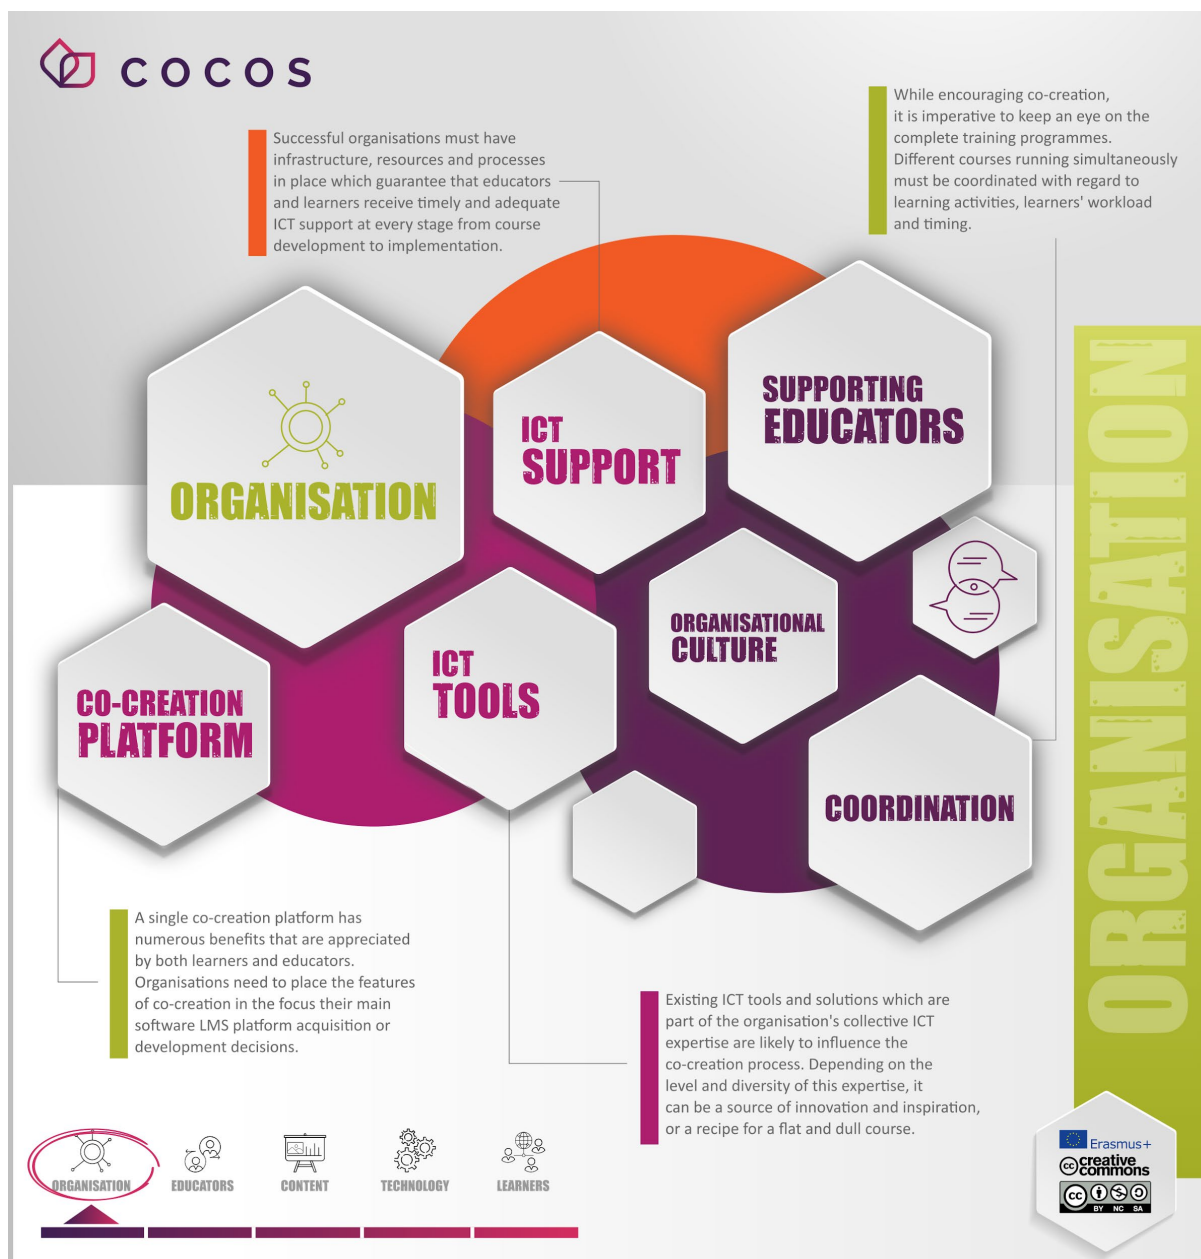 COCOS
While encouraging co-creation,
it is imperative to keep an eye on the
complete training programmes.
Different courses running simultaneously
must be coordinated with regard to
learning activities, learners' workload
and timing.
Successful organisations must have
infrastructure, resources and processes
in place which guarantee that educators
and learners receive timely and adequate
ICT support at every stage from course
development to implementation.
ORGANISATION
ICT
SUPPORT
SUPPORTING
EDUCATORS
ORGANISATION
CO-CREATION
PLATFORM
ICT
TOOLS
ORGANISATIONAL
CULTURE
COORDINATION
A single co-creation platform has
numerous benefits that are appreciated
by both learners and educators.
Organisations need to place the features
of co-creation in the focus their main
software LMS platform acquisition or
development decisions.
Existing ICT tools and solutions which are
part of the organisation's collective ICT
expertise are likely to influence the
co-creation process. Depending on the
level and diversity of this expertise, it
can be a source of innovation and inspiration,
or a recipe for a flat and dull course.
ORGANISATION
EDUCATORS
CONTENT
TECHNOLOGY
LEARNERS
Erasmus+
cc creative
commons
cc
BY NC SA